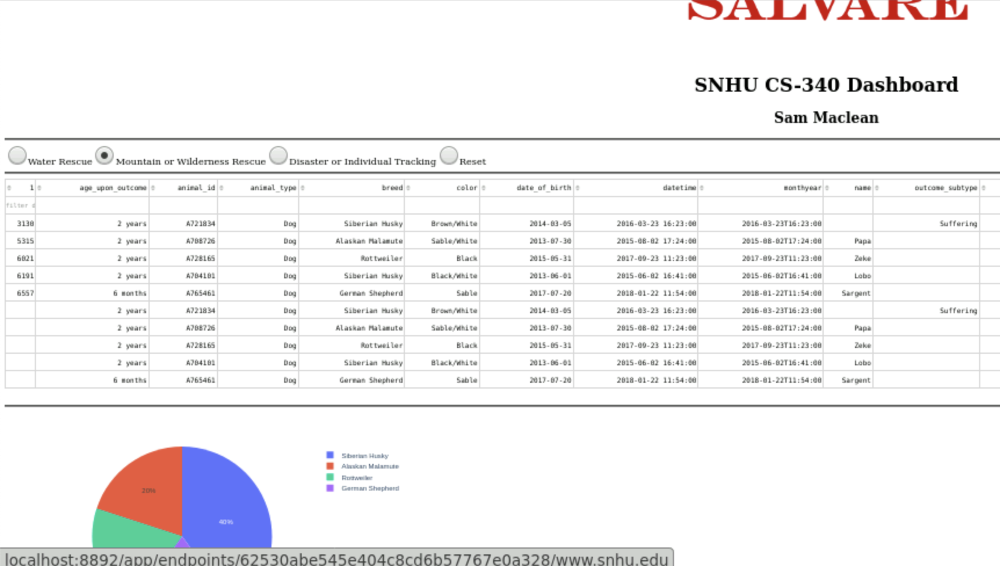 SALVARE
SNHU CS-340 Dashboard
Sam Maclean
Water Rescue Mountain or Wilderness Rescue Disaster or Individual Tracking Reset
1 age_upon_outcome animal_id animal_type breed color date_of_birth datetime monthyear name outcome_subtype
filter d
3130 2 years A721834 Dog Siberian Husky Brown/White 2014-03-05 2016-03-23 16:23:00 2016-03-23T16:23:00 Suffering
5315 2 years A708726 Dog Alaskan Malamute Sable/White 2013-07-30 2015-08-02 17:24:00 2015-08-02T17:24:00 Papa
6021 2 years A728165 Dog Rottweiler Black 2015-05-31 2017-09-23 11:23:00 2017-09-23T11:23:00 Zeke
6191 2 years A704101 Dog Siberian Husky Black/White 2013-06-01 2015-06-02 16:41:00 2015-06-02T16:41:00 Lobo
6557 6 months A765461 Dog German Shepherd Sable 2017-07-20 2018-01-22 11:54:00 2018-01-22T11:54:00 Sargent
2 years A721834 Dog Siberian Husky Brown/White 2014-03-05 2016-03-23 16:23:00 2016-03-23T16:23:00 Suffering
2 years A708726 Dog Alaskan Malamute Sable/White 2013-07-30 2015-08-02 17:24:00 2015-08-02T17:24:00 Papa
2 years A728165 Dog Rottweiler Black 2015-05-31 2017-09-23 11:23:00 2017-09-23T11:23:00 Zeke
2 years A704101 Dog Siberian Husky Black/White 2013-06-01 2015-06-02 16:41:00 2015-06-02T16:41:00 Lobo
6 months A765461 Dog German Shepherd Sable 2017-07-20 2018-01-22 11:54:00 2018-01-22T11:54:00 Sargent
Siberian Husky
Alaskan Malamute
Rottweiler
German Shepherd
20%
40%
localhost:8892/app/endpoints/62530abe545e404c8cd6b57767e0a328/www.snhu.edu